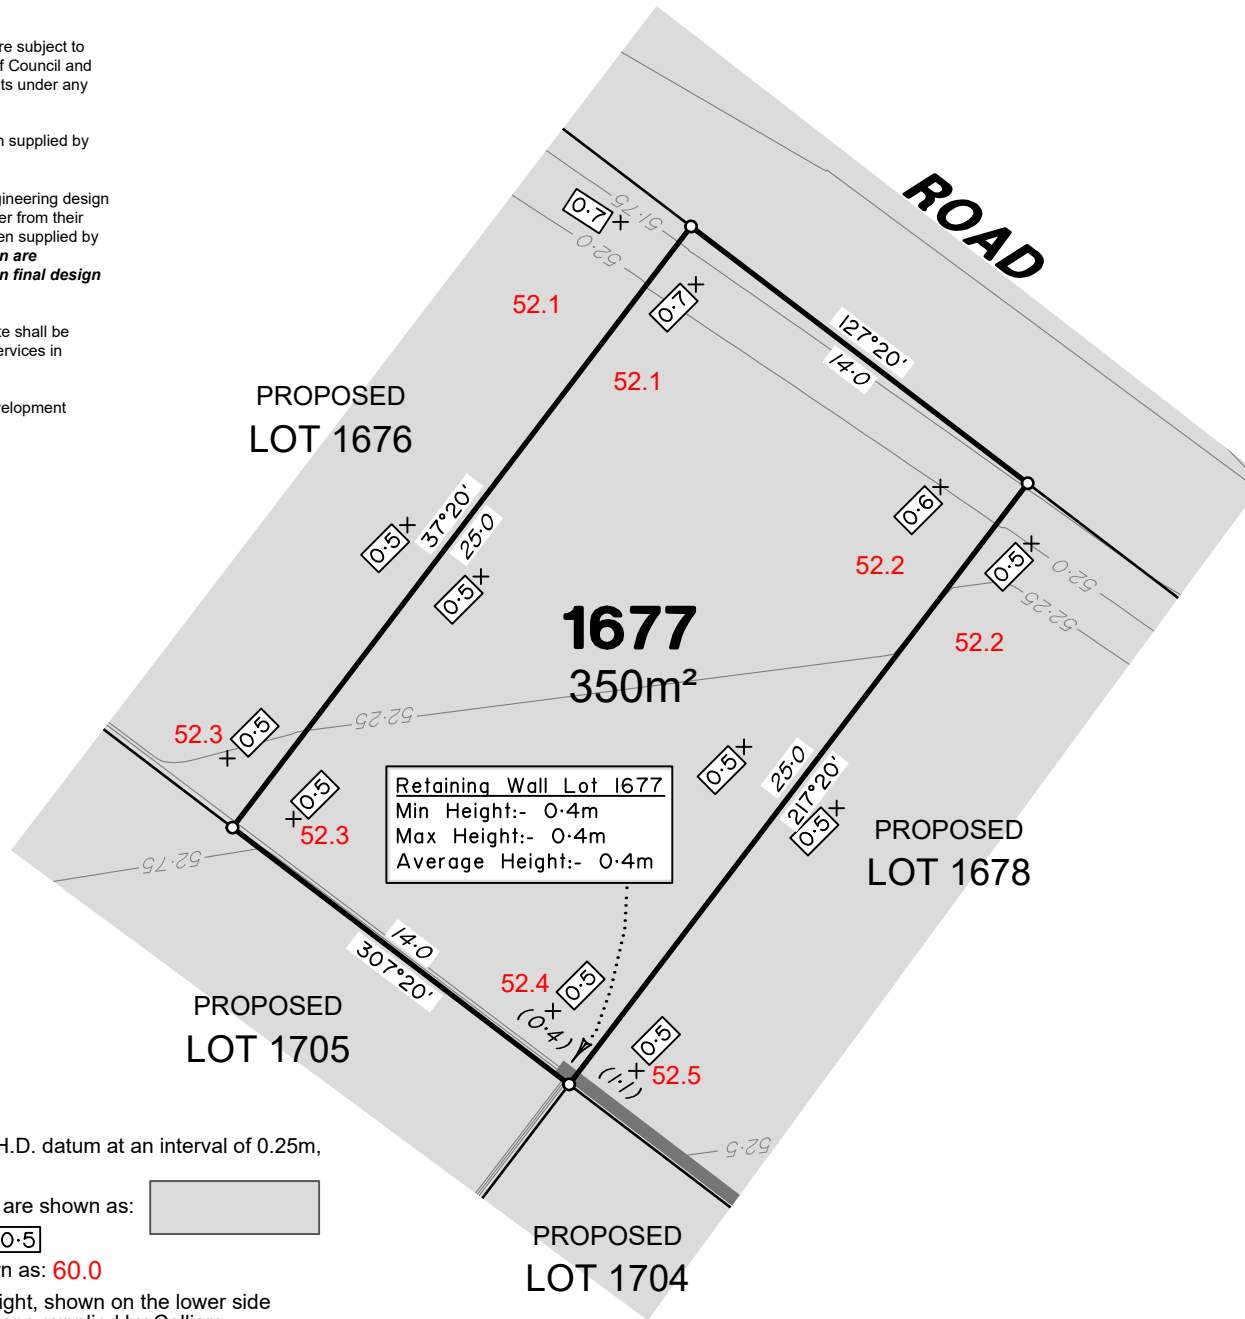 re subject to
f Council and
ts under any
n supplied by
gineering design
er from their
en supplied by
n are
n final design
te shall be
ervices in
velopment
ROAD
51·75
0·7
52·0
52.1
0·7
52.1
127°20'
14·0
PROPOSED
LOT 1676
37°20'
25·0
0·5
0·5
0·6
52.2
0·5
52·0
52·25
52.2
1677
350m²
52·25
52.3
0·5
0·5
52.3
0·5
25·0
217°20'
0·5
Retaining Wall Lot 1677
Min Height:- 0·4m
Max Height:- 0·4m
Average Height:- 0·4m
PROPOSED
LOT 1678
52·75
14·0
307°20'
52.4
0·5
(0·4)
0·5
(1·1)
52.5
PROPOSED
LOT 1705
52·5
H.D. datum at an interval of 0.25m,
are shown as:
0·5
n as: 60.0
ight, shown on the lower side
PROPOSED
LOT 1704